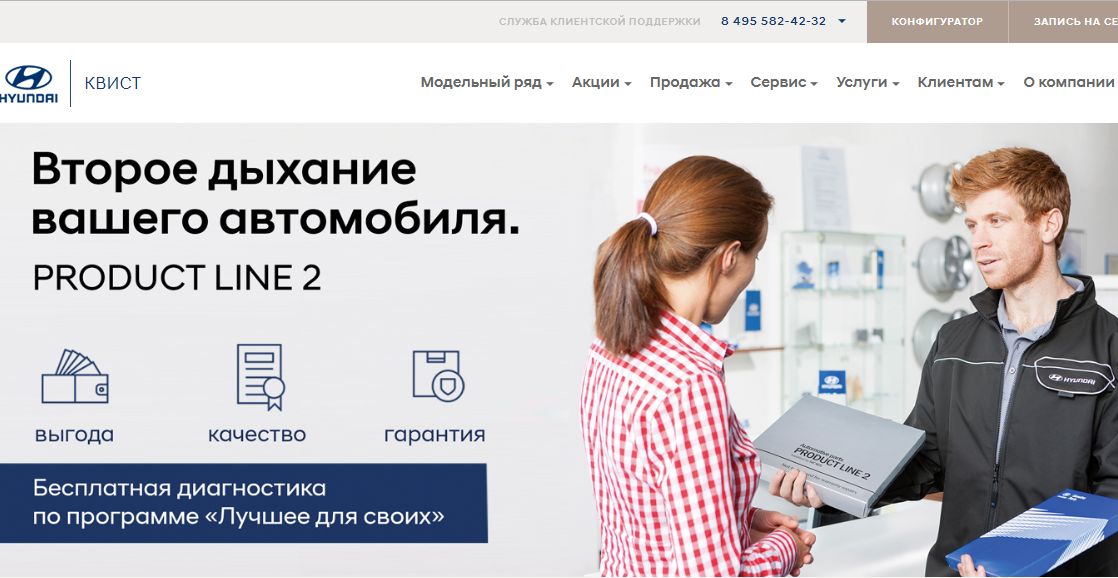 СЛУЖБА КЛИЕНТСКОЙ ПОДДЕРЖКИ 8 495 582-42-32 КОНФИГУРАТОР ЗАПИСЬ НА СЕ
HYUNDAI КВИСТ Модельный ряд Акции Продажа Сервис Услуги Клиентам О компании
Второе дыхание
вашего автомобиля.
PRODUCT LINE 2
выгода качество гарантия
Бесплатная диагностика
по программе «Лучшее для своих»
HYUNDAI
Automotive parts
PRODUCT LINE 2